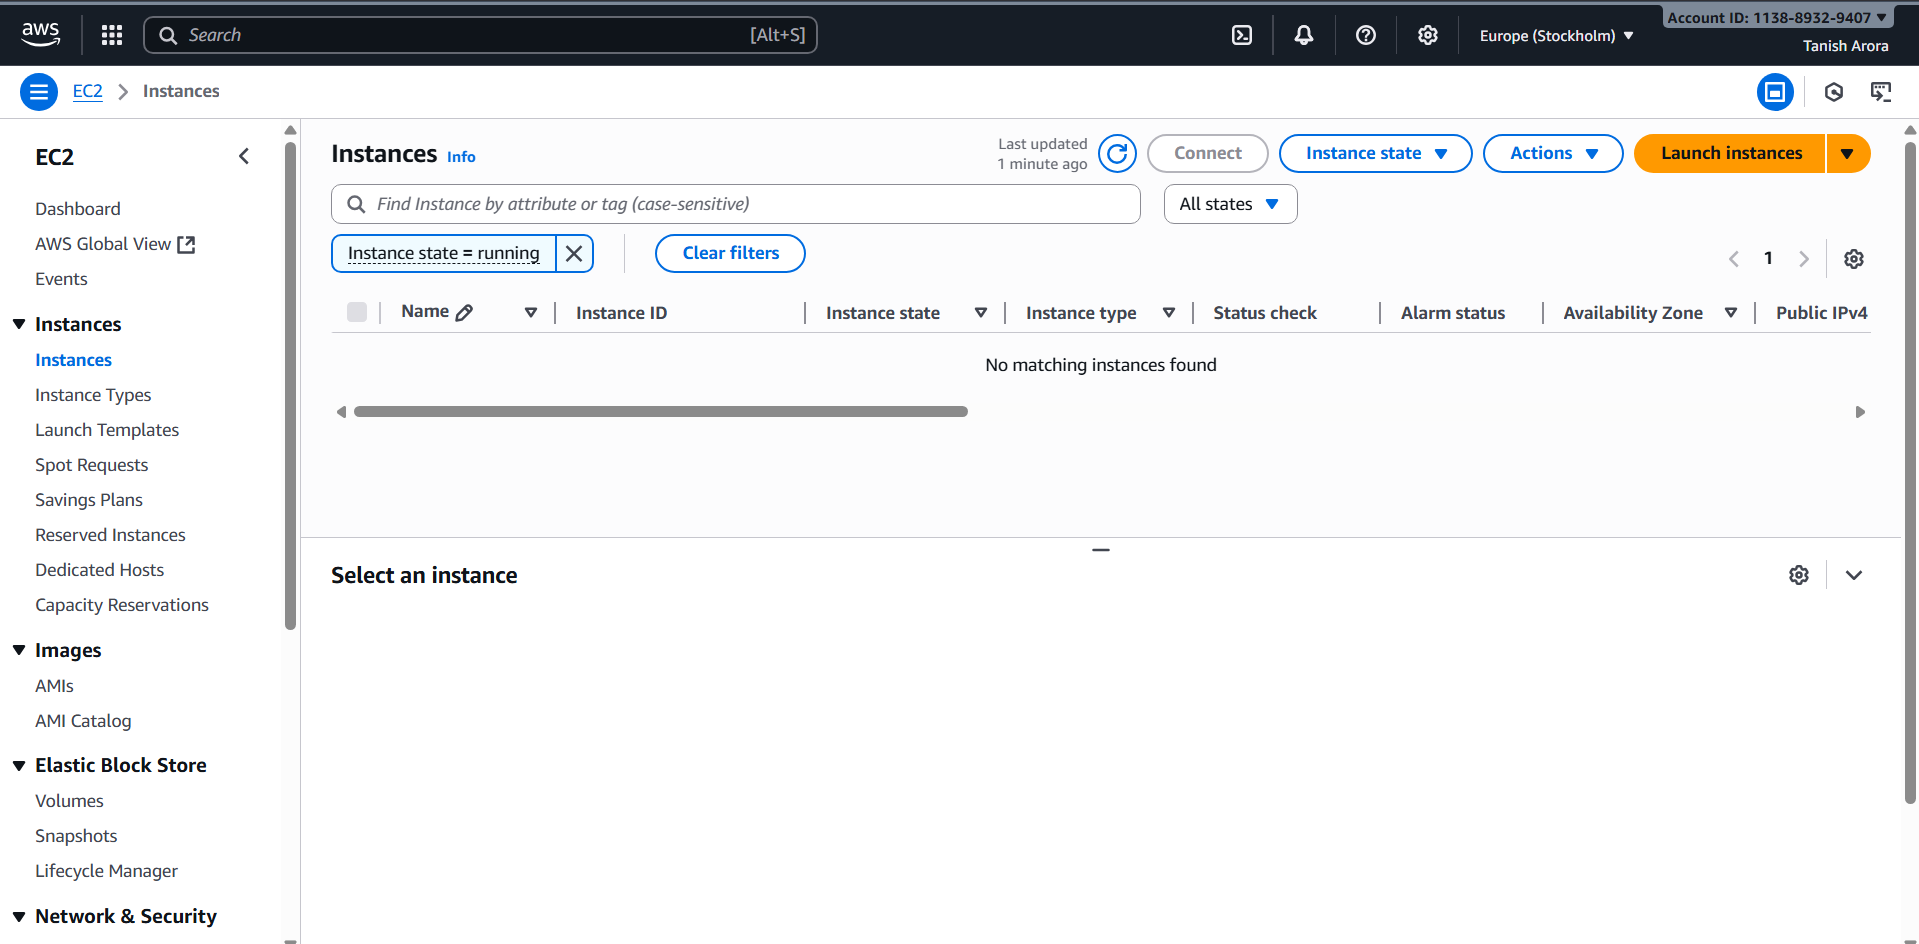 aws
Search
[Alt+S]
Europe (Stockholm)
Account ID: 1138-8932-9407
Tanish Arora
EC2
Instances
EC2
Dashboard
AWS Global View
Events
Instances
Instances
Instance Types
Launch Templates
Spot Requests
Savings Plans
Reserved Instances
Dedicated Hosts
Capacity Reservations
Images
AMIs
AMI Catalog
Elastic Block Store
Volumes
Snapshots
Lifecycle Manager
Network & Security
Instances Info
Last updated
1 minute ago
Connect
Instance state
Actions
Launch instances
Find Instance by attribute or tag (case-sensitive)
All states
Instance state = running
Clear filters
1
Name
Instance ID
Instance state
Instance type
Status check
Alarm status
Availability Zone
Public IPv4
No matching instances found
Select an instance